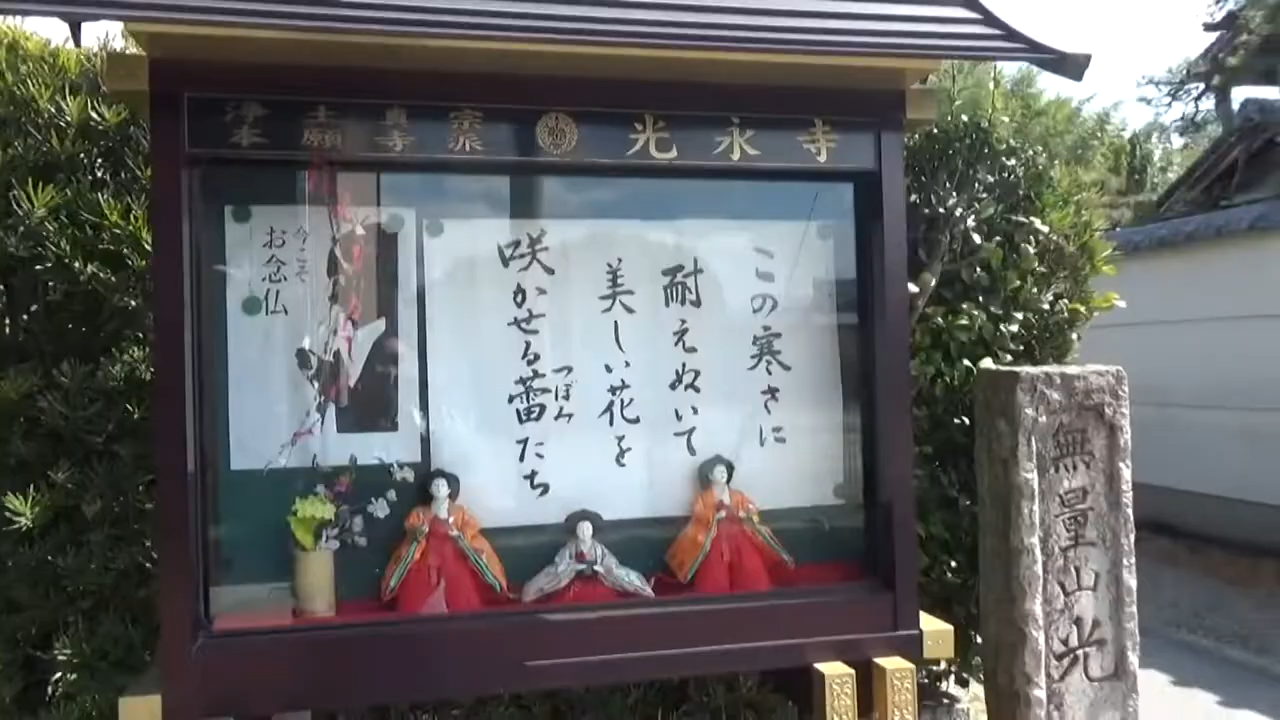 浄土真宗
本願寺派
光永寺
この寒さに
耐えぬいて
美しい花を
咲かせる蕾たち
つぼみ
今こそ
お念仏
無量山光